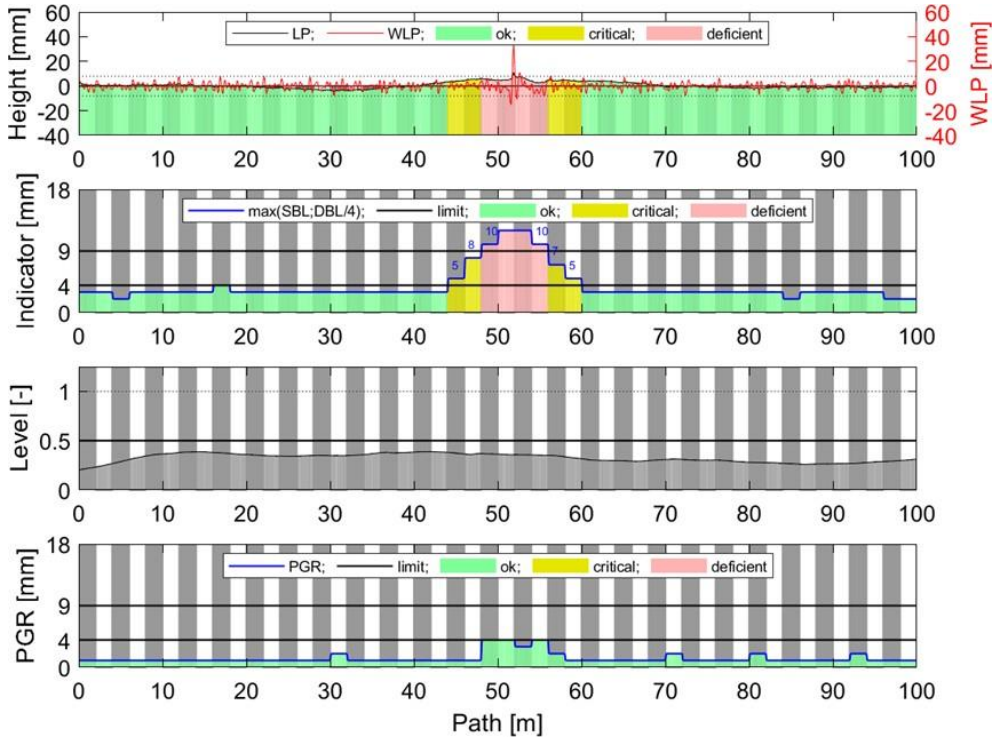 LP; WLP; ok; critical; deficient
Height [mm]
60
40
20
0
-20
-40
60
40
20
0
-20
-40
WLP [mm]
0 10 20 30 40 50 60 70 80 90 100
max(SBL;DBL/4); limit; ok; critical; deficient
Indicator [mm]
18
9
4
0
5 8 10 10 7 5
0 10 20 30 40 50 60 70 80 90 100
Level [-]
1
0.5
0
0 10 20 30 40 50 60 70 80 90 100
PGR; limit; ok; critical; deficient
PGR [mm]
18
9
4
0
0 10 20 30 40 50 60 70 80 90 100
Path [m]